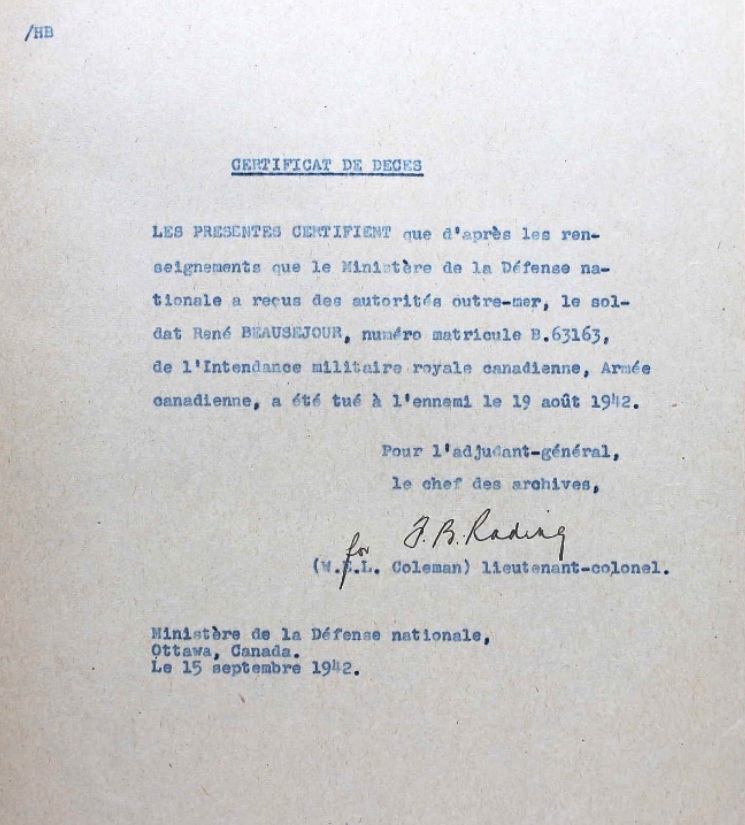 /HB
CERTIFICAT DE DECES
LES PRESENTES CERTIFIENT que d'après les ren-
seignements que le Ministère de la Défense na-
tionale a reçus des autorités outre-mer, le sol-
dat René BEAUSEJOUR, numéro matricule B.63163,
de l'Intendance militaire royale canadienne, Armée
canadienne, a été tué à l'ennemi le 19 août 1942.
Pour l'adjudant-général,
le chef des archives,
for F.B. Rading
(W.E.L. Coleman) lieutenant-colonel.
Ministère de la Défense nationale,
Ottawa, Canada.
Le 15 septembre 1942.